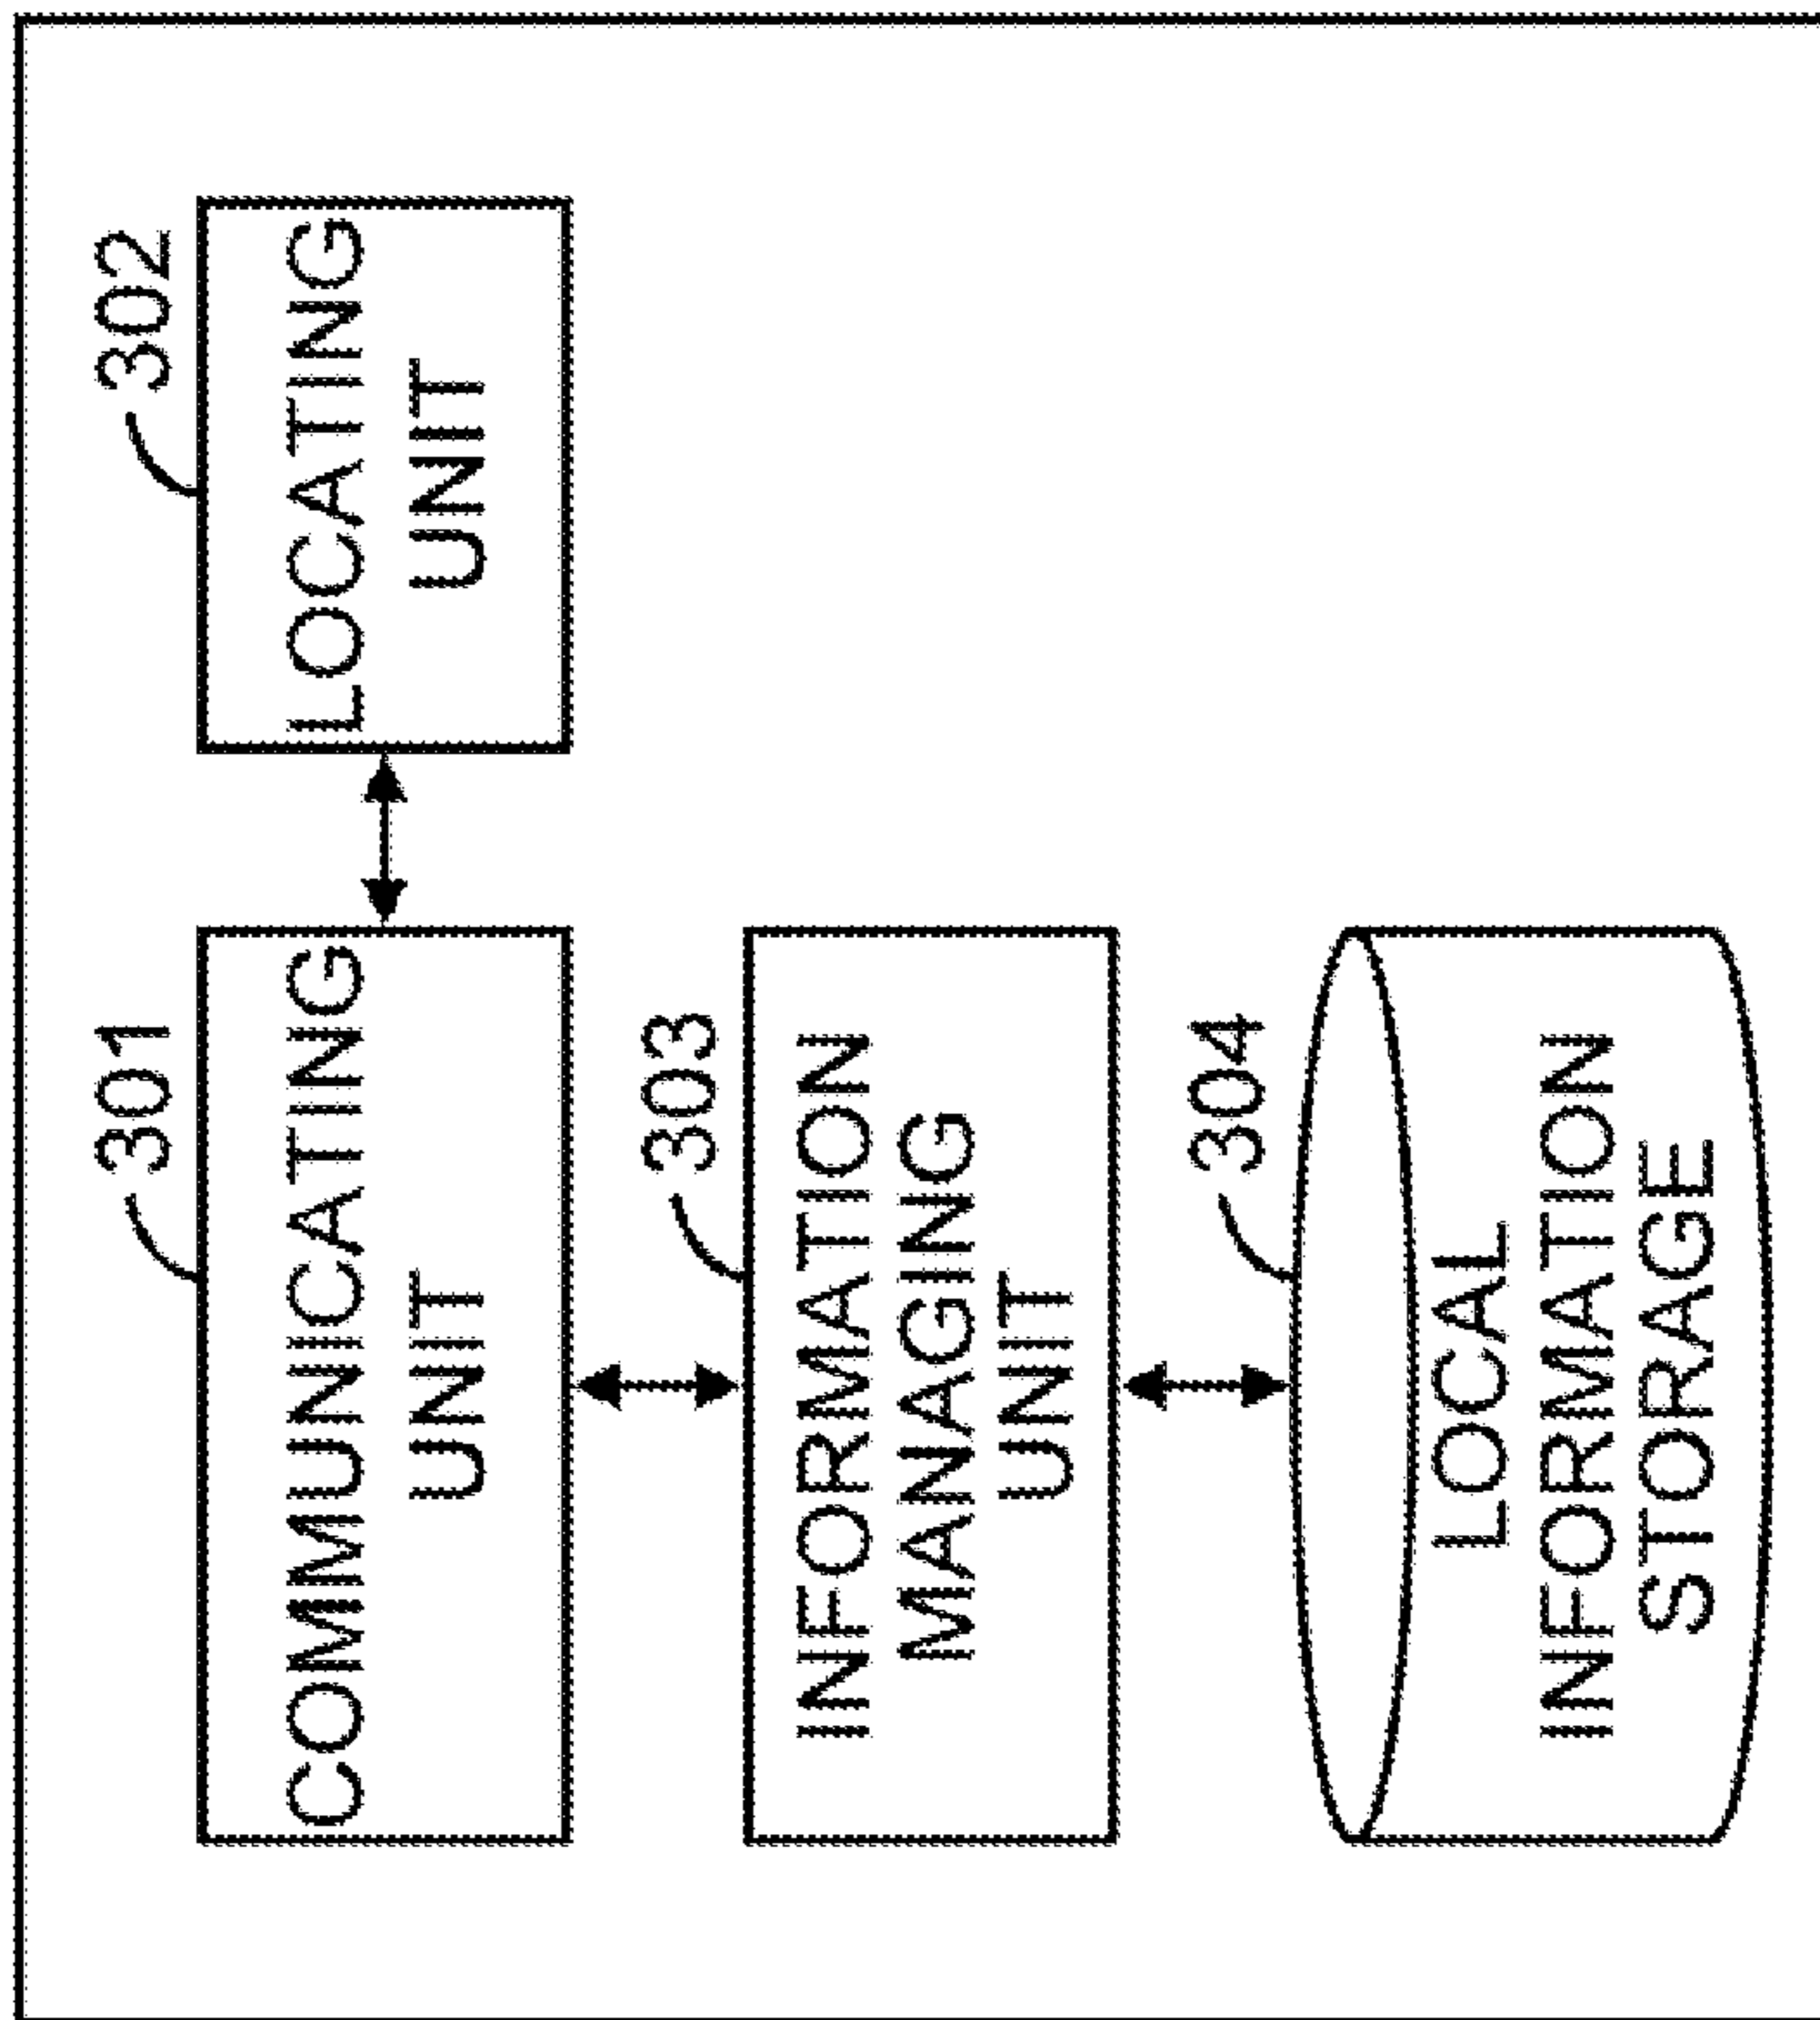 301
COMMUNICATING
UNIT
302
LOCATING
UNIT
303
INFORMATION
MANAGING
UNIT
304
LOCAL
INFORMATION
STORAGE